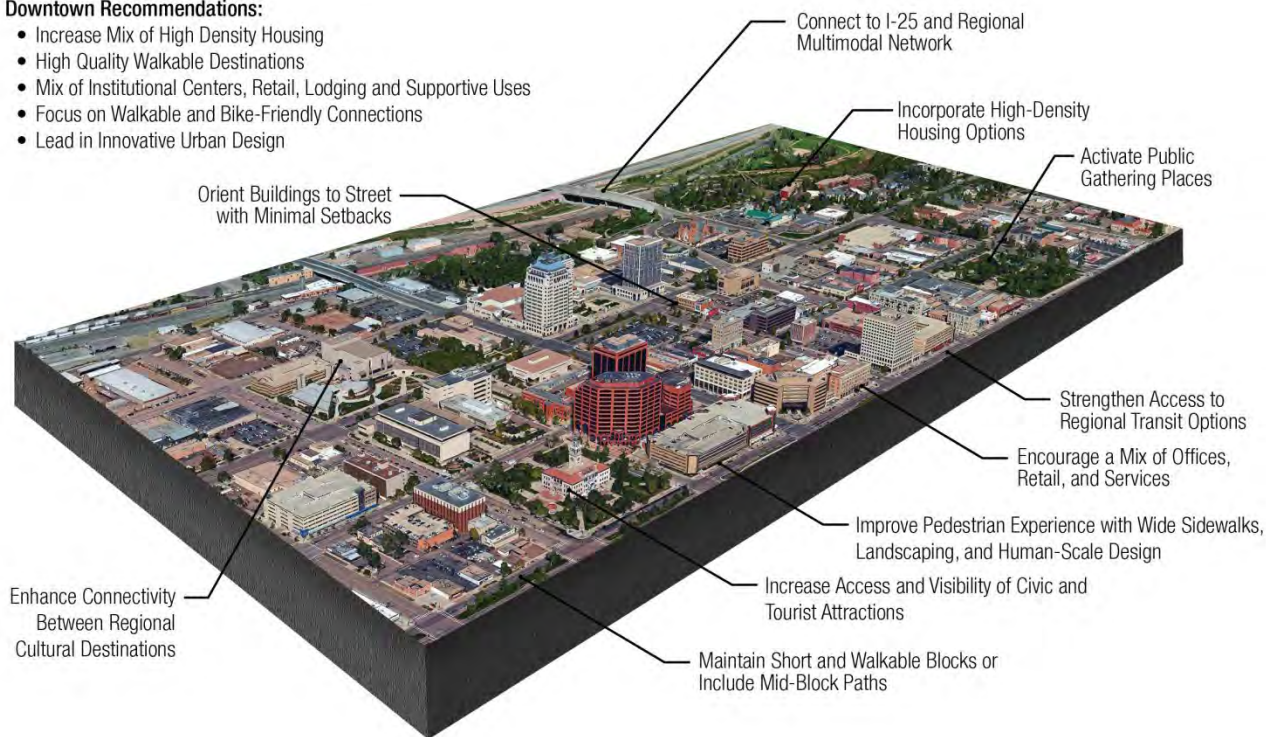 Downtown Recommendations:
• Increase Mix of High Density Housing
• High Quality Walkable Destinations
• Mix of Institutional Centers, Retail, Lodging and Supportive Uses
• Focus on Walkable and Bike-Friendly Connections
• Lead in Innovative Urban Design
Connect to I-25 and Regional
Multimodal Network
Incorporate High-Density
Housing Options
Activate Public
Gathering Places
Orient Buildings to Street
with Minimal Setbacks
Strengthen Access to
Regional Transit Options
Encourage a Mix of Offices,
Retail, and Services
Improve Pedestrian Experience with Wide Sidewalks,
Landscaping, and Human-Scale Design
Increase Access and Visibility of Civic and
Tourist Attractions
Enhance Connectivity
Between Regional
Cultural Destinations
Maintain Short and Walkable Blocks or
Include Mid-Block Paths